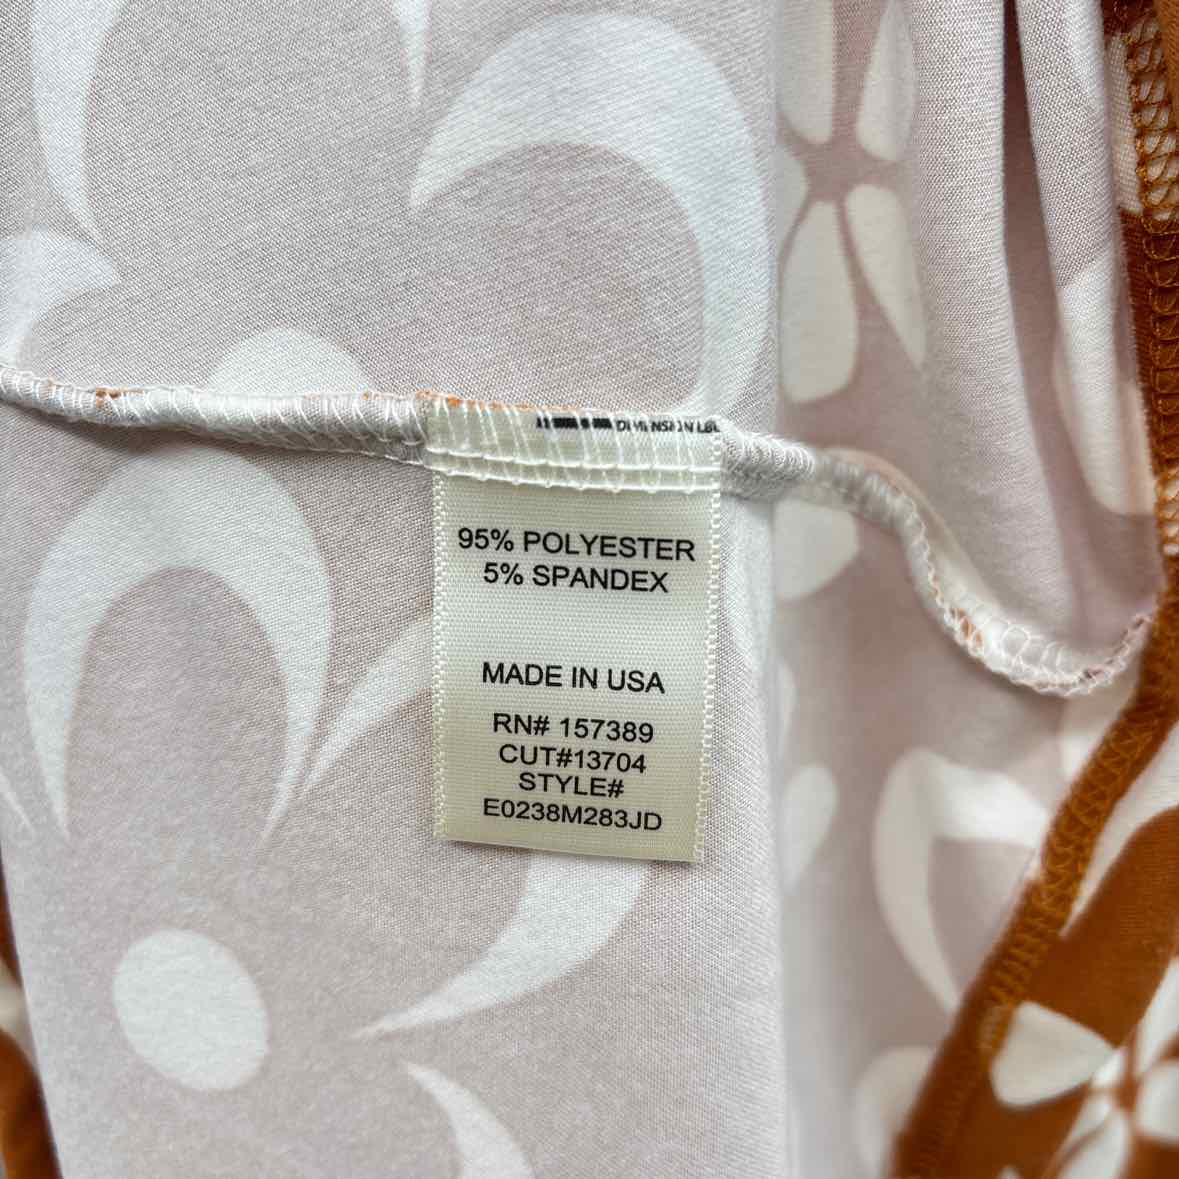 95% POLYESTER
5% SPANDEX
MADE IN USA
RN# 157389
CUT#13704
STYLE#
E0238M283JD